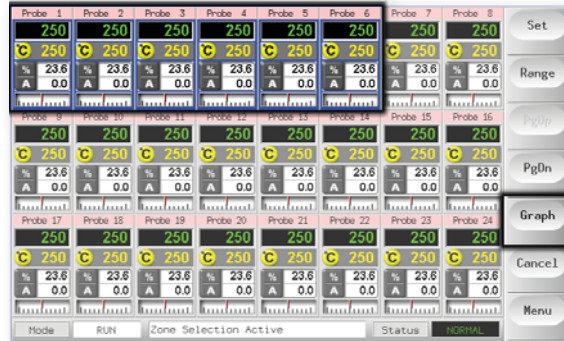 Probe 1 Probe 2 Probe 3 Probe 4 Probe 5 Probe 6 Probe 7 Probe 8
250 250 250 250 250 250 250 250
°C 250 °C 250 °C 250 °C 250 °C 250 °C 250 °C 250 °C 250
% 23.6 % 23.6 % 23.6 % 23.6 % 23.6 % 23.6 % 23.6 % 23.6
A 0.0 A 0.0 A 0.0 A 0.0 A 0.0 A 0.0 A 0.0 A 0.0
Probe 9 Probe 10 Probe 11 Probe 12 Probe 13 Probe 14 Probe 15 Probe 16
250 250 250 250 250 250 250 250
°C 250 °C 250 °C 250 °C 250 °C 250 °C 250 °C 250 °C 250
% 23.6 % 23.6 % 23.6 % 23.6 % 23.6 % 23.6 % 23.6 % 23.6
A 0.0 A 0.0 A 0.0 A 0.0 A 0.0 A 0.0 A 0.0 A 0.0
Probe 17 Probe 18 Probe 19 Probe 20 Probe 21 Probe 22 Probe 23 Probe 24
250 250 250 250 250 250 250 250
°C 250 °C 250 °C 250 °C 250 °C 250 °C 250 °C 250 °C 250
% 23.6 % 23.6 % 23.6 % 23.6 % 23.6 % 23.6 % 23.6 % 23.6
A 0.0 A 0.0 A 0.0 A 0.0 A 0.0 A 0.0 A 0.0 A 0.0
Mode RUN Zone Selection Active Status NORMAL
Set
Range
PgUp
PgDn
Graph
Cancel
Menu